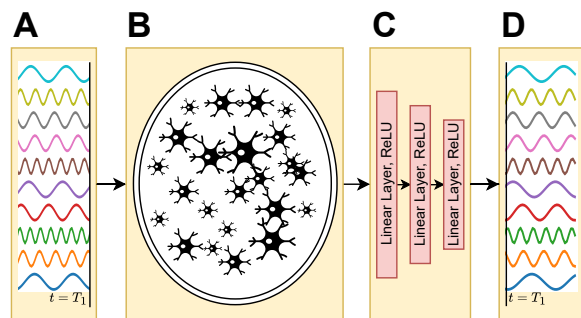 A
B
C
D
Linear Layer, ReLU
Linear Layer, ReLU
Linear Layer, ReLU
t = T₁
t = T₁